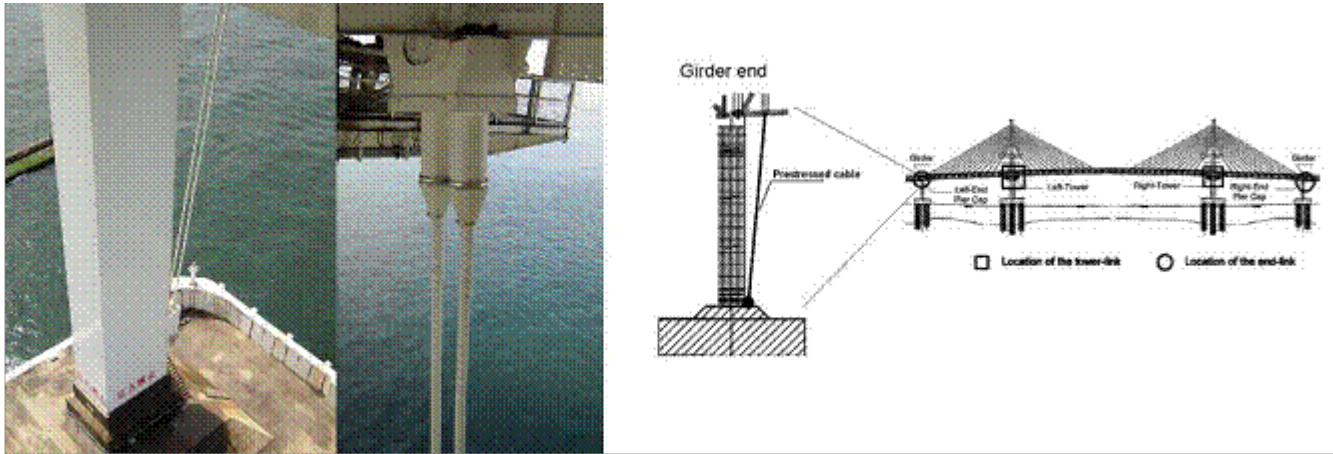 Girder end
Prestressed cable
Girder
Girder
Left-End
Pier Cap
Left-Tower
Right-Tower
Right-End
Pier Cap
Location of the tower-link
Location of the end-link